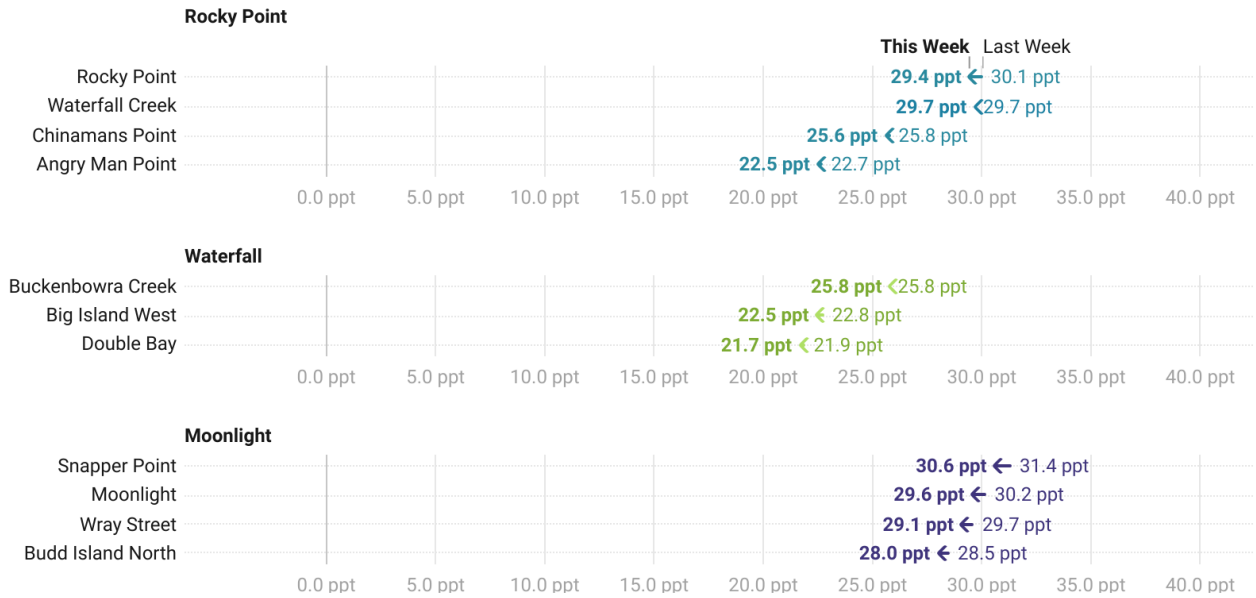 Rocky Point
This Week Last Week
Rocky Point 29.4 ppt 30.1 ppt
Waterfall Creek 29.7 ppt 29.7 ppt
Chinamans Point 25.6 ppt 25.8 ppt
Angry Man Point 22.5 ppt 22.7 ppt
0.0 ppt 5.0 ppt 10.0 ppt 15.0 ppt 20.0 ppt 25.0 ppt 30.0 ppt 35.0 ppt 40.0 ppt
Waterfall
Buckenbowra Creek 25.8 ppt 25.8 ppt
Big Island West 22.5 ppt 22.8 ppt
Double Bay 21.7 ppt 21.9 ppt
0.0 ppt 5.0 ppt 10.0 ppt 15.0 ppt 20.0 ppt 25.0 ppt 30.0 ppt 35.0 ppt 40.0 ppt
Moonlight
Snapper Point 30.6 ppt 31.4 ppt
Moonlight 29.6 ppt 30.2 ppt
Wray Street 29.1 ppt 29.7 ppt
Budd Island North 28.0 ppt 28.5 ppt
0.0 ppt 5.0 ppt 10.0 ppt 15.0 ppt 20.0 ppt 25.0 ppt 30.0 ppt 35.0 ppt 40.0 ppt